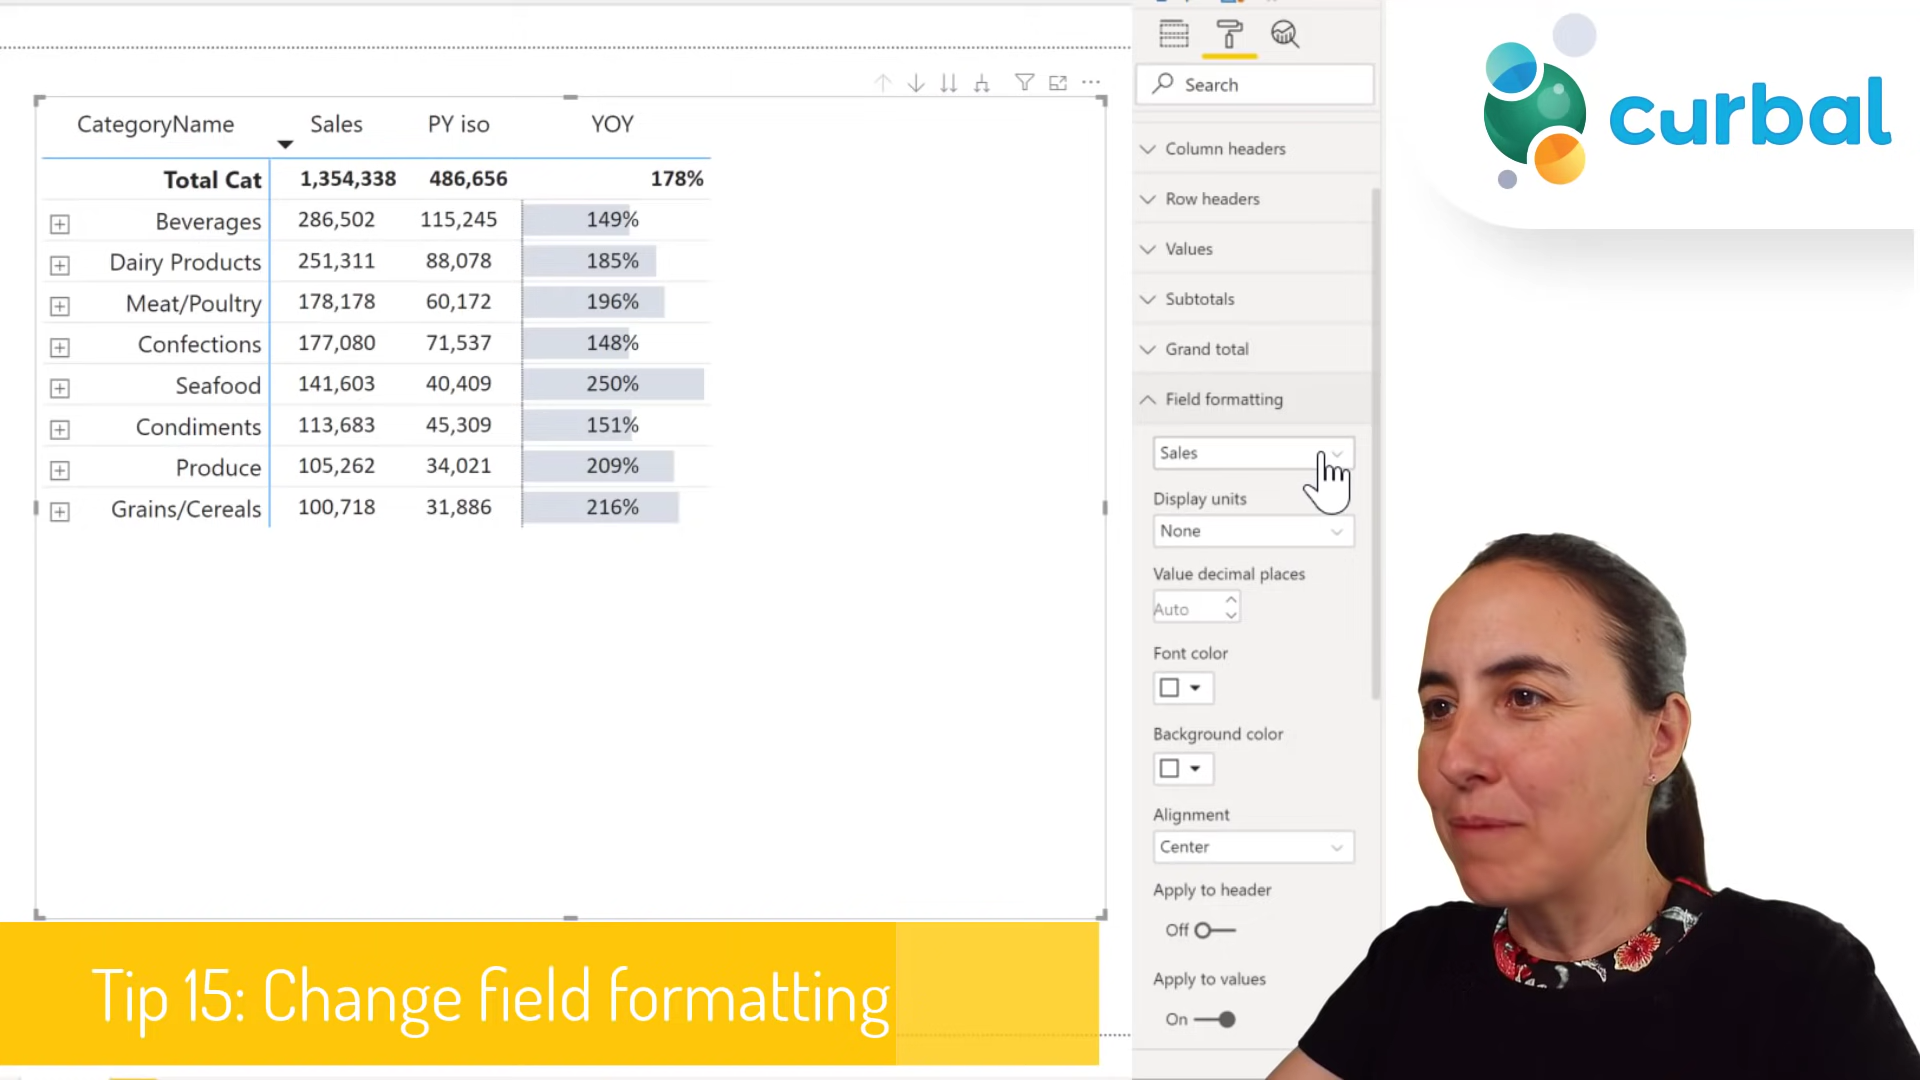 CategoryName Sales PY iso YOY
Total Cat 1,354,338 486,656 178%
Beverages 286,502 115,245 149%
Dairy Products 251,311 88,078 185%
Meat/Poultry 178,178 60,172 196%
Confections 177,080 71,537 148%
Seafood 141,603 40,409 250%
Condiments 113,683 45,309 151%
Produce 105,262 34,021 209%
Grains/Cereals 100,718 31,886 216%
Search
Column headers
Row headers
Values
Subtotals
Grand total
Field formatting
Sales
Display units
None
Value decimal places
Auto
Font color
Background color
Alignment
Center
Apply to header
Off
Apply to values
On
curbal
Tip 15: Change field formatting